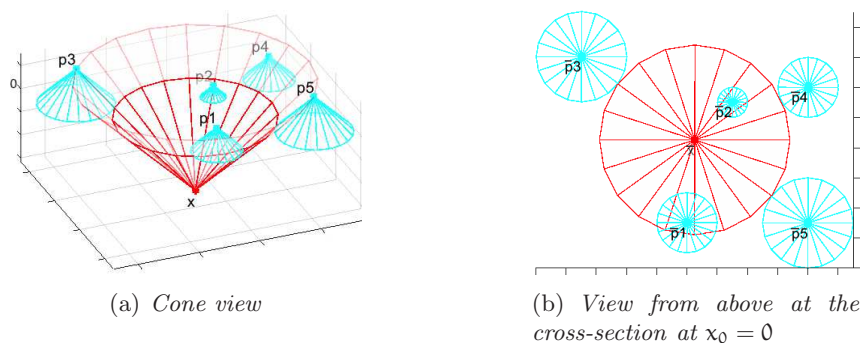 p3
p4
p2
p5
p1
0
x
p̄3
p̄4
p̄2
x̄
p̄1
p̄5
(a) Cone view
(b) View from above at the
cross-section at x₀ = 0